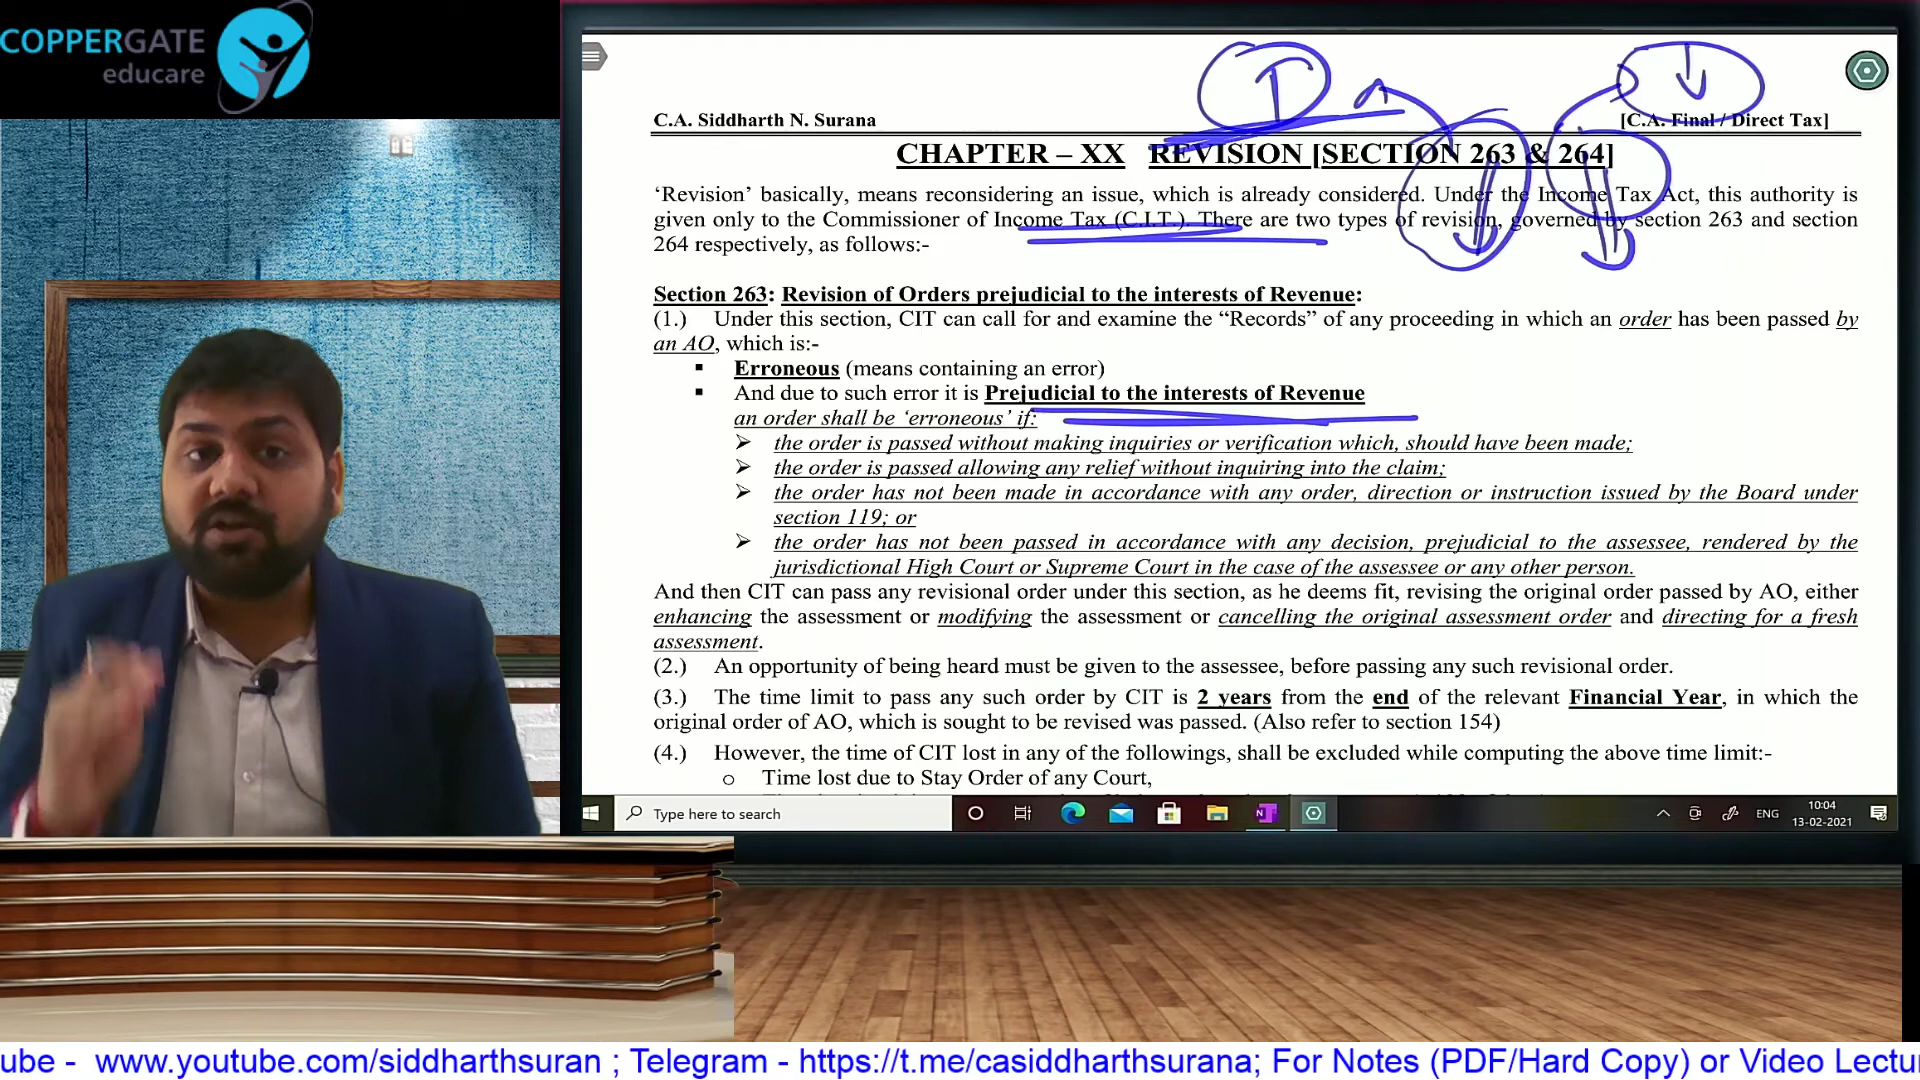 COPPERGATE
educare
C.A. Siddharth N. Surana
[C.A. Final / Direct Tax]
CHAPTER – XX REVISION [SECTION 263 & 264]
‘Revision’ basically, means reconsidering an issue, which is already considered. Under the Income Tax Act, this authority is
given only to the Commissioner of Income Tax (C.I.T.). There are two types of revision, governed by section 263 and section
264 respectively, as follows:-
Section 263: Revision of Orders prejudicial to the interests of Revenue:
(1.) Under this section, CIT can call for and examine the “Records” of any proceeding in which an order has been passed by
an AO, which is:-
▪ Erroneous (means containing an error)
▪ And due to such error it is Prejudicial to the interests of Revenue
an order shall be ‘erroneous’ if:
➢ the order is passed without making inquiries or verification which, should have been made;
➢ the order is passed allowing any relief without inquiring into the claim;
➢ the order has not been made in accordance with any order, direction or instruction issued by the Board under
section 119; or
➢ the order has not been passed in accordance with any decision, prejudicial to the assessee, rendered by the
jurisdictional High Court or Supreme Court in the case of the assessee or any other person.
And then CIT can pass any revisional order under this section, as he deems fit, revising the original order passed by AO, either
enhancing the assessment or modifying the assessment or cancelling the original assessment order and directing for a fresh
assessment.
(2.) An opportunity of being heard must be given to the assessee, before passing any such revisional order.
(3.) The time limit to pass any such order by CIT is 2 years from the end of the relevant Financial Year, in which the
original order of AO, which is sought to be revised was passed. (Also refer to section 154)
(4.) However, the time of CIT lost in any of the followings, shall be excluded while computing the above time limit:-
o Time lost due to Stay Order of any Court,
Type here to search
ENG
10:04
13-02-2021
ube - www.youtube.com/siddharthsuran ; Telegram - https://t.me/casiddharthsurana; For Notes (PDF/Hard Copy) or Video Lectu